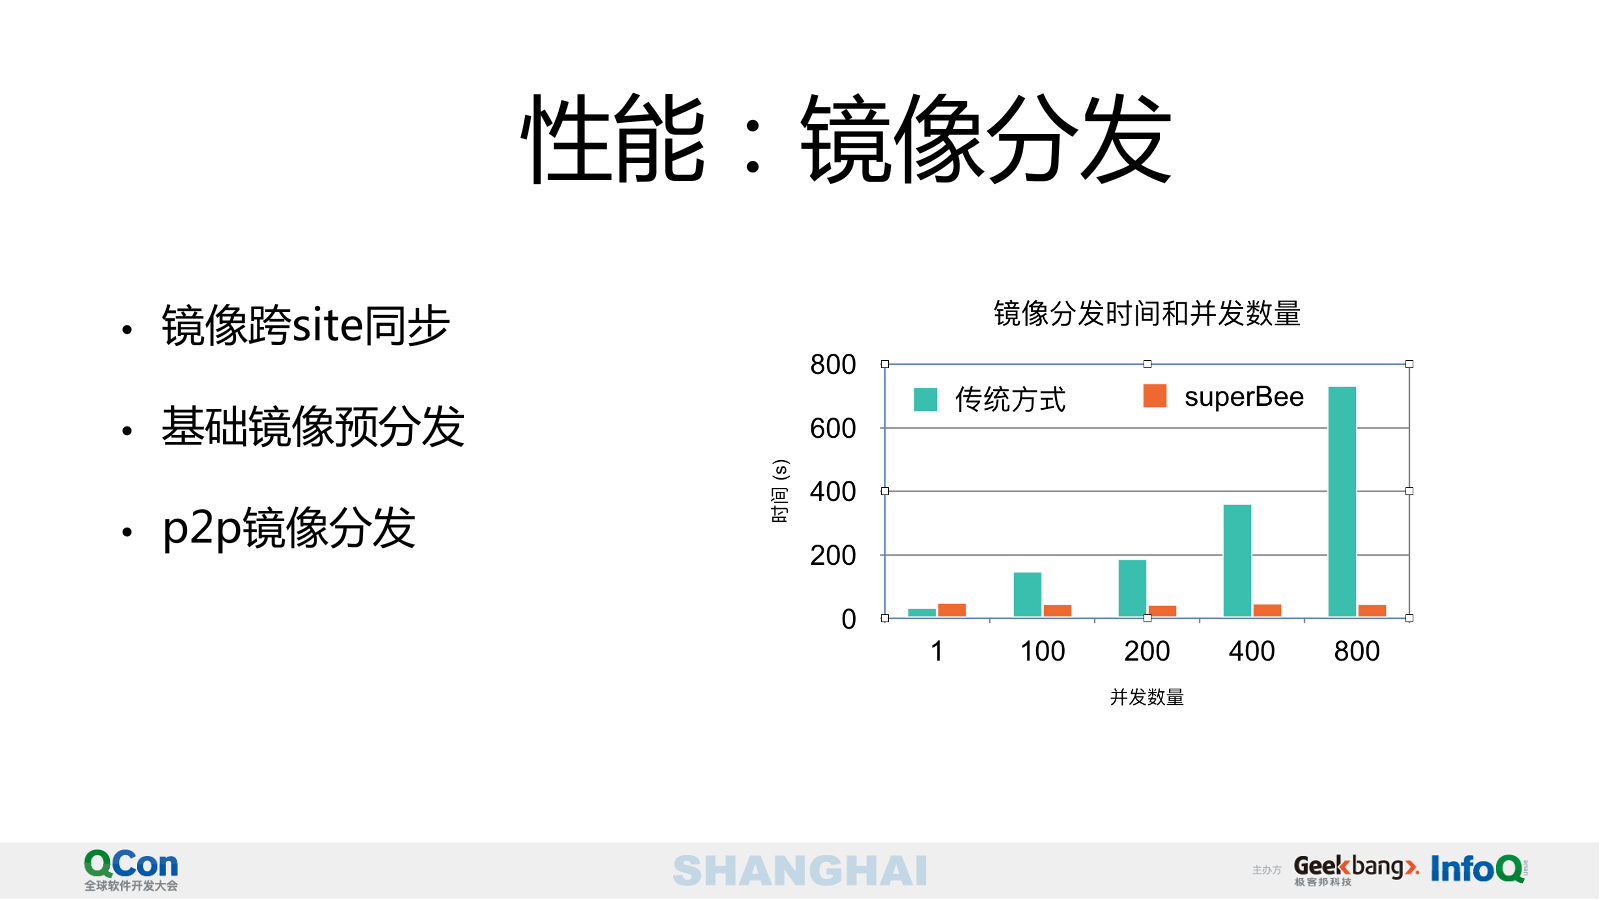 性能：镜像分发
• 镜像跨site同步
• 基础镜像预分发
• p2p镜像分发
镜像分发时间和并发数量
800
600
400
200
0
时间 (s)
传统方式
superBee
1 100 200 400 800
并发数量
QCon
全球软件开发大会
SHANGHAI
主办方
Geekbang>.
极客邦科技
InfoQ